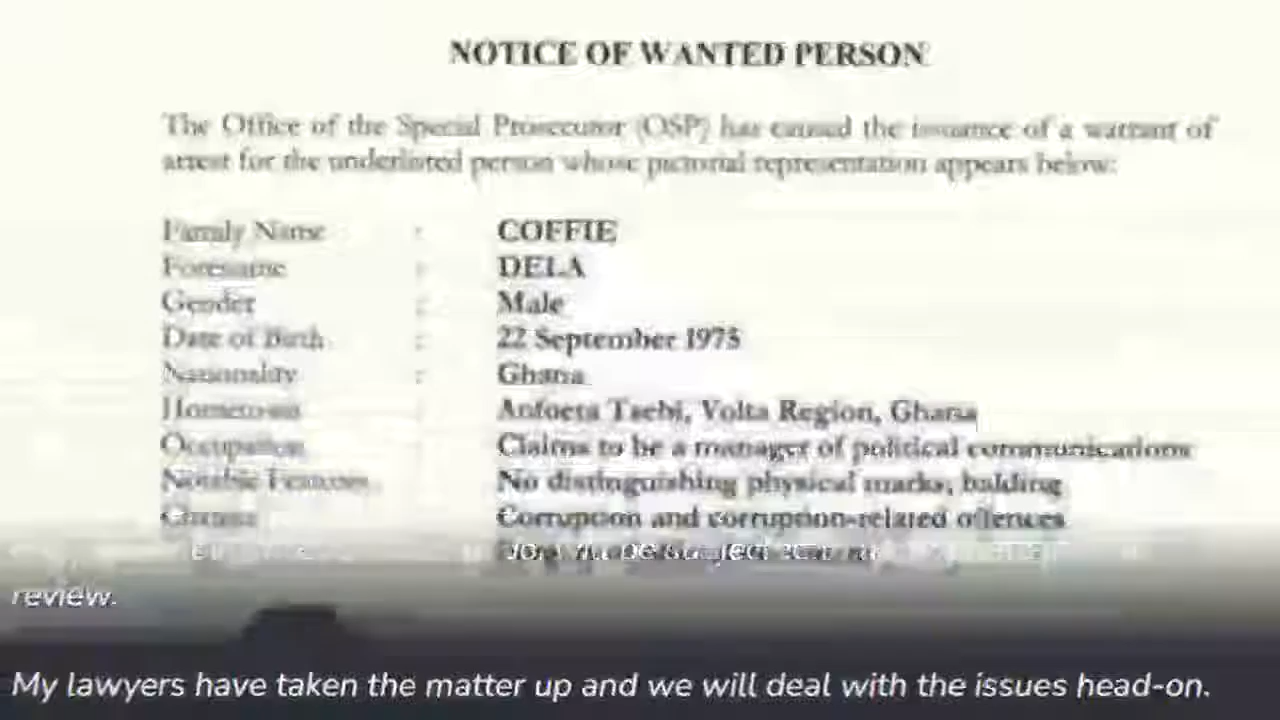 NOTICE OF WANTED PERSON
The Office of the Special Prosecutor (OSP) has caused the issuance of a warrant of
arrest for the underlisted person whose pictorial representation appears below:
Family Name : COFFIE
Forename : DELA
Gender : Male
Date of Birth : 22 September 1975
Nationality : Ghana
Hometown : Anfoeta Tsebi, Volta Region, Ghana
Occupation : Claims to be a manager of political communications
Notable Features : No distinguishing physical marks, balding
Corruption and corruption-related offences
review.
My lawyers have taken the matter up and we will deal with the issues head-on.